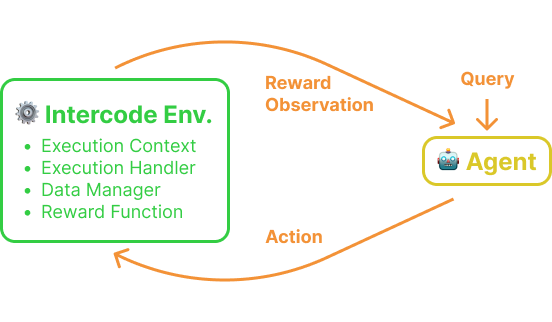 Intercode Env.
• Execution Context
• Execution Handler
• Data Manager
• Reward Function
Reward
Observation
Query
Agent
Action